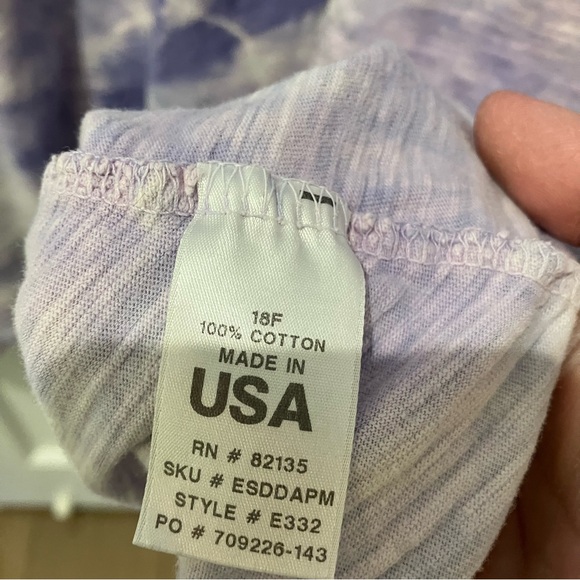 18F
100% COTTON
MADE IN
USA
RN # 82135
SKU # ESDDAPM
STYLE # E332
PO # 709226-143